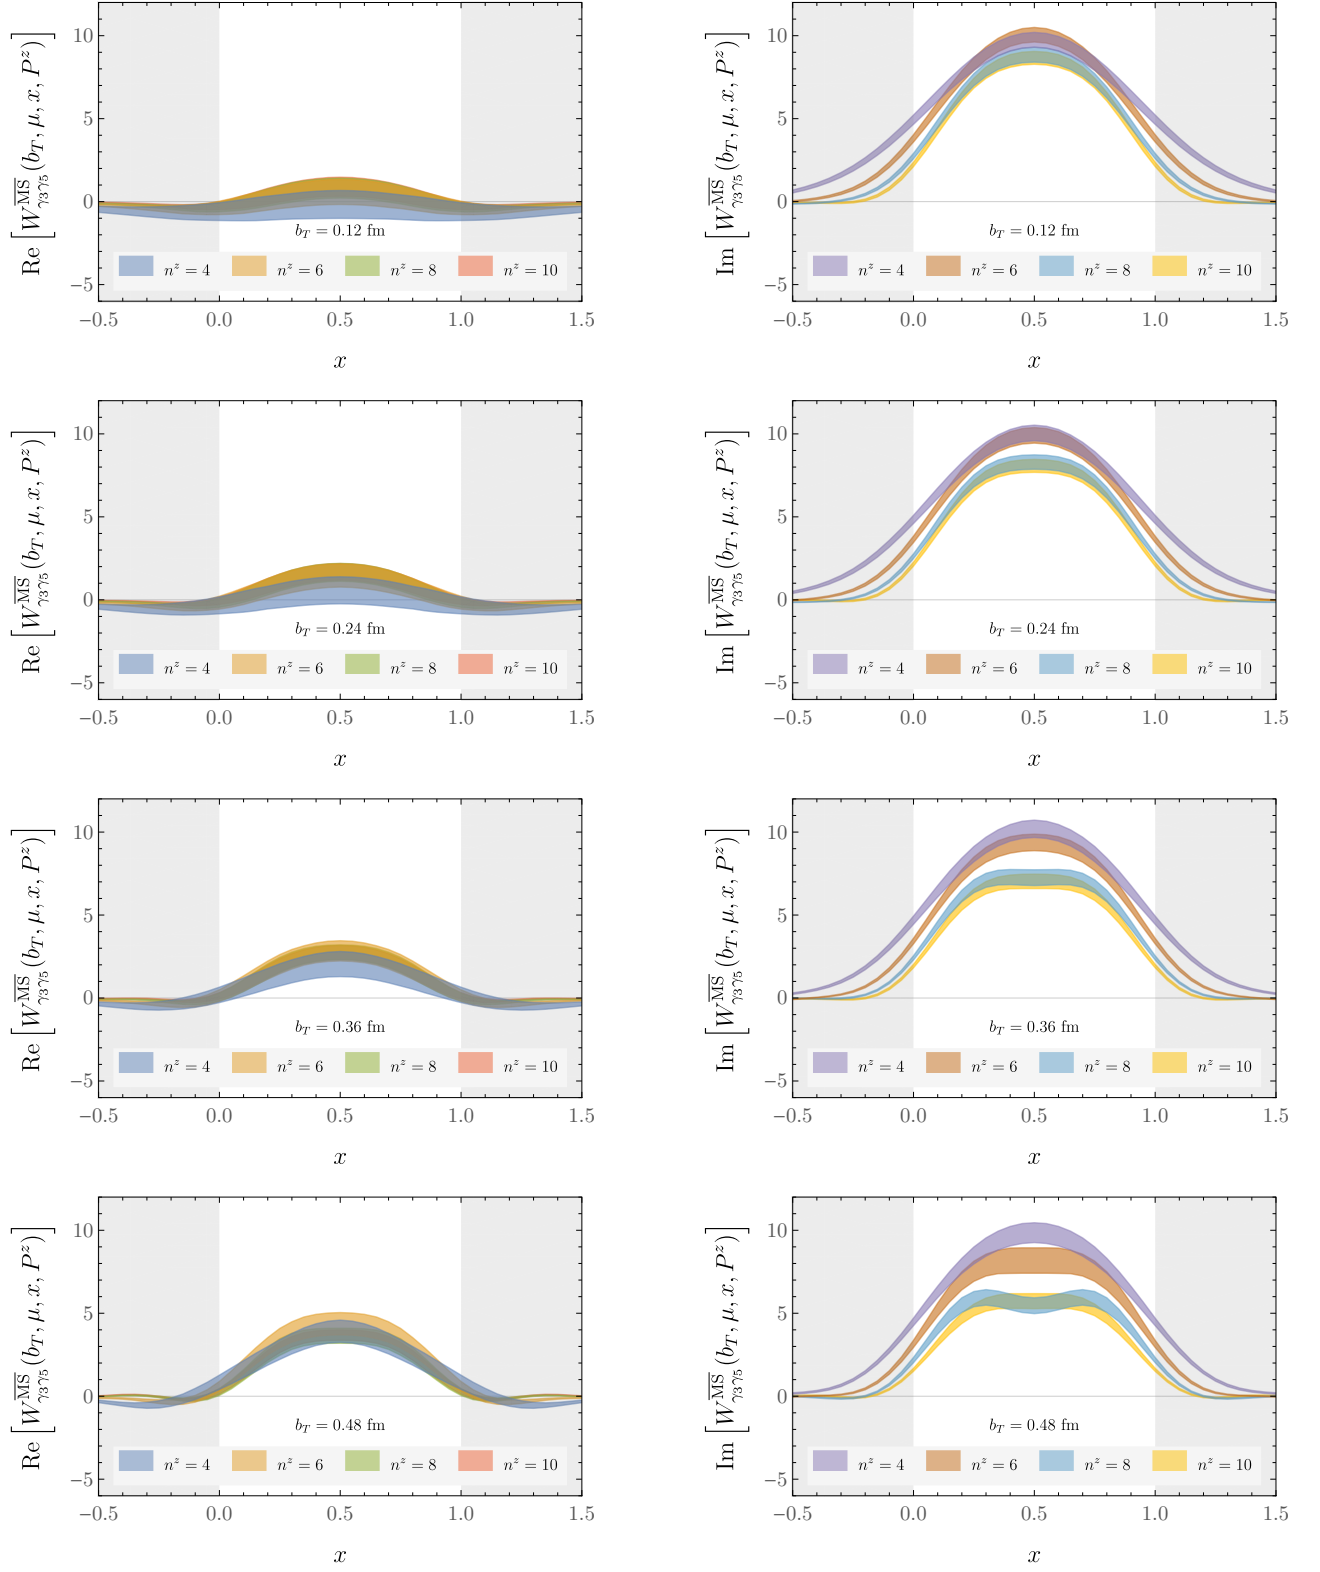 Re [W^{\overline{MS}}_{γ₃γ₅}(b_T, μ, x, P^z)]
10
5
0
−5
b_T = 0.12 fm
n^z = 4 n^z = 6 n^z = 8 n^z = 10
−0.5 0.0 0.5 1.0 1.5
x
Im [W^{\overline{MS}}_{γ₃γ₅}(b_T, μ, x, P^z)]
10
5
0
−5
b_T = 0.12 fm
n^z = 4 n^z = 6 n^z = 8 n^z = 10
−0.5 0.0 0.5 1.0 1.5
x
Re [W^{\overline{MS}}_{γ₃γ₅}(b_T, μ, x, P^z)]
10
5
0
−5
b_T = 0.24 fm
n^z = 4 n^z = 6 n^z = 8 n^z = 10
−0.5 0.0 0.5 1.0 1.5
x
Im [W^{\overline{MS}}_{γ₃γ₅}(b_T, μ, x, P^z)]
10
5
0
−5
b_T = 0.24 fm
n^z = 4 n^z = 6 n^z = 8 n^z = 10
−0.5 0.0 0.5 1.0 1.5
x
Re [W^{\overline{MS}}_{γ₃γ₅}(b_T, μ, x, P^z)]
10
5
0
−5
b_T = 0.36 fm
n^z = 4 n^z = 6 n^z = 8 n^z = 10
−0.5 0.0 0.5 1.0 1.5
x
Im [W^{\overline{MS}}_{γ₃γ₅}(b_T, μ, x, P^z)]
10
5
0
−5
b_T = 0.36 fm
n^z = 4 n^z = 6 n^z = 8 n^z = 10
−0.5 0.0 0.5 1.0 1.5
x
Re [W^{\overline{MS}}_{γ₃γ₅}(b_T, μ, x, P^z)]
10
5
0
−5
b_T = 0.48 fm
n^z = 4 n^z = 6 n^z = 8 n^z = 10
−0.5 0.0 0.5 1.0 1.5
x
Im [W^{\overline{MS}}_{γ₃γ₅}(b_T, μ, x, P^z)]
10
5
0
−5
b_T = 0.48 fm
n^z = 4 n^z = 6 n^z = 8 n^z = 10
−0.5 0.0 0.5 1.0 1.5
x